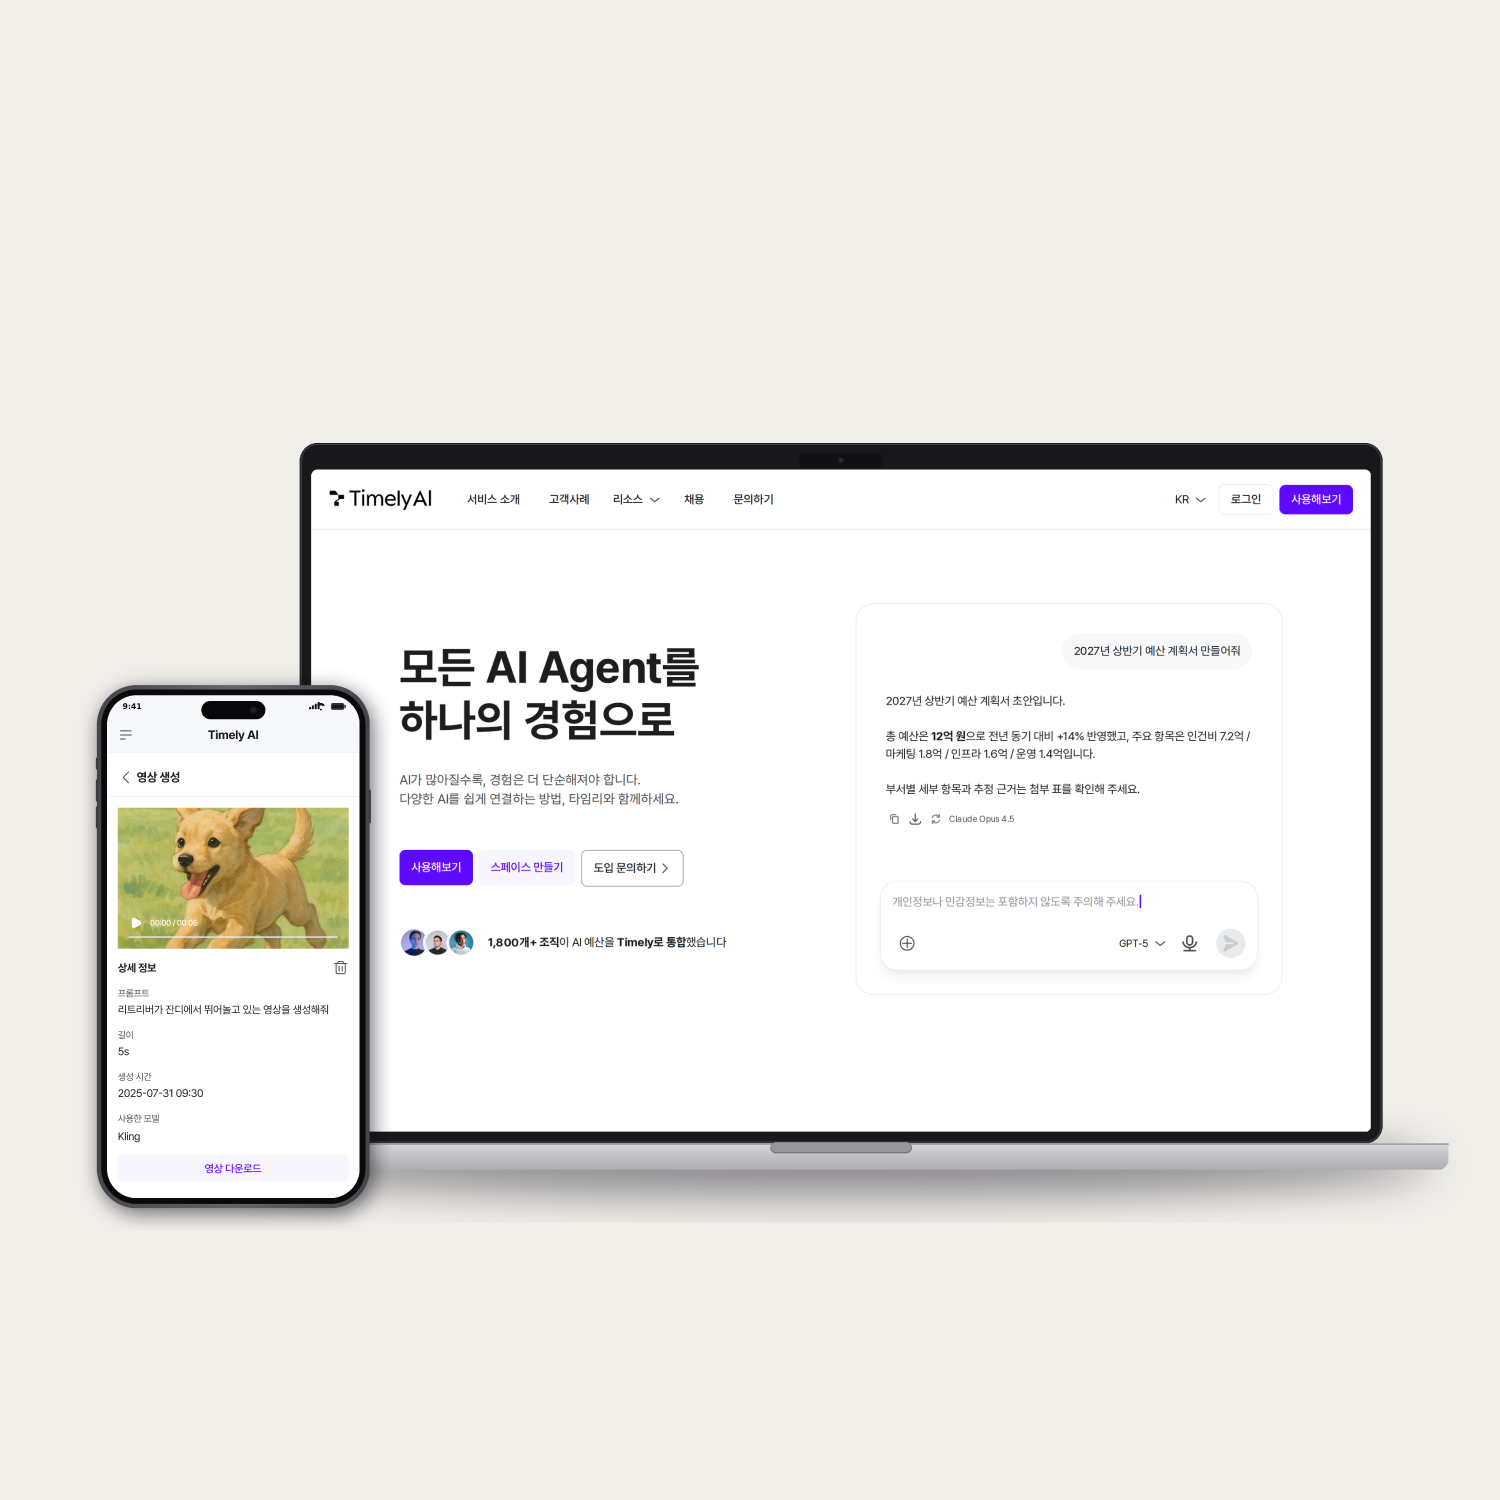 TimelyAI
서비스 소개
고객사례
리소스
채용
문의하기
KR
로그인
사용해보기
모든 AI Agent를
하나의 경험으로
AI가 많아질수록, 경험은 더 단순해져야 합니다.
다양한 AI를 쉽게 연결하는 방법, 타임리와 함께하세요.
사용해보기
스페이스 만들기
도입 문의하기
1,800개+ 조직이 AI 예산을 Timely로 통합했습니다
2027년 상반기 예산 계획서 만들어줘
2027년 상반기 예산 계획서 초안입니다.
총 예산은 12억 원으로 전년 동기 대비 +14% 반영했고, 주요 항목은 인건비 7.2억 /
마케팅 1.8억 / 인프라 1.6억 / 운영 1.4억입니다.
부서별 세부 항목과 추정 근거는 첨부 표를 확인해 주세요.
Claude Opus 4.5
개인정보나 민감정보는 포함하지 않도록 주의해 주세요.
GPT-5
9:41
Timely AI
영상 생성
00:00 / 00:05
상세 정보
프롬프트
리트리버가 잔디에서 뛰어놀고 있는 영상을 생성해줘
길이
5s
생성 시간
2025-07-31 09:30
사용한 모델
Kling
영상 다운로드